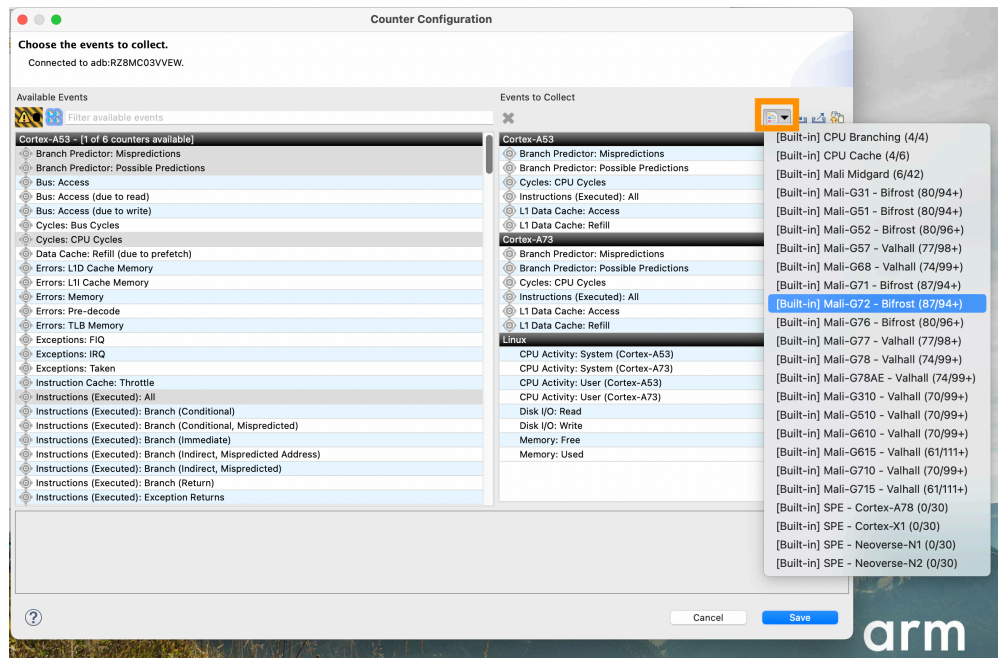 Counter Configuration
Choose the events to collect.
Connected to adb:RZ8MC03VVEW.
Available Events
Filter available events
Cortex-A53 - [1 of 6 counters available]
Branch Predictor: Mispredictions
Branch Predictor: Possible Predictions
Bus: Access
Bus: Access (due to read)
Bus: Access (due to write)
Cycles: Bus Cycles
Cycles: CPU Cycles
Data Cache: Refill (due to prefetch)
Errors: L1D Cache Memory
Errors: L1I Cache Memory
Errors: Memory
Errors: Pre-decode
Errors: TLB Memory
Exceptions: FIQ
Exceptions: IRQ
Exceptions: Taken
Instruction Cache: Throttle
Instructions (Executed): All
Instructions (Executed): Branch (Conditional)
Instructions (Executed): Branch (Conditional, Mispredicted)
Instructions (Executed): Branch (Immediate)
Instructions (Executed): Branch (Indirect, Mispredicted Address)
Instructions (Executed): Branch (Indirect, Mispredicted)
Instructions (Executed): Branch (Return)
Instructions (Executed): Exception Returns
Events to Collect
Cortex-A53
Branch Predictor: Mispredictions
Branch Predictor: Possible Predictions
Cycles: CPU Cycles
Instructions (Executed): All
L1 Data Cache: Access
L1 Data Cache: Refill
Cortex-A73
Branch Predictor: Mispredictions
Branch Predictor: Possible Predictions
Cycles: CPU Cycles
Instructions (Executed): All
L1 Data Cache: Access
L1 Data Cache: Refill
Linux
CPU Activity: System (Cortex-A53)
CPU Activity: System (Cortex-A73)
CPU Activity: User (Cortex-A53)
CPU Activity: User (Cortex-A73)
Disk I/O: Read
Disk I/O: Write
Memory: Free
Memory: Used
[Built-in] CPU Branching (4/4)
[Built-in] CPU Cache (4/6)
[Built-in] Mali Midgard (6/42)
[Built-in] Mali-G31 - Bifrost (80/94+)
[Built-in] Mali-G51 - Bifrost (80/94+)
[Built-in] Mali-G52 - Bifrost (80/96+)
[Built-in] Mali-G57 - Valhall (77/98+)
[Built-in] Mali-G68 - Valhall (74/99+)
[Built-in] Mali-G71 - Bifrost (87/94+)
[Built-in] Mali-G72 - Bifrost (87/94+)
[Built-in] Mali-G76 - Bifrost (80/96+)
[Built-in] Mali-G77 - Valhall (77/98+)
[Built-in] Mali-G78 - Valhall (74/99+)
[Built-in] Mali-G78AE - Valhall (74/99+)
[Built-in] Mali-G310 - Valhall (70/99+)
[Built-in] Mali-G510 - Valhall (70/99+)
[Built-in] Mali-G610 - Valhall (70/99+)
[Built-in] Mali-G615 - Valhall (61/111+)
[Built-in] Mali-G710 - Valhall (70/99+)
[Built-in] Mali-G715 - Valhall (61/111+)
[Built-in] SPE - Cortex-A78 (0/30)
[Built-in] SPE - Cortex-X1 (0/30)
[Built-in] SPE - Neoverse-N1 (0/30)
[Built-in] SPE - Neoverse-N2 (0/30)
?
Cancel
Save
arm